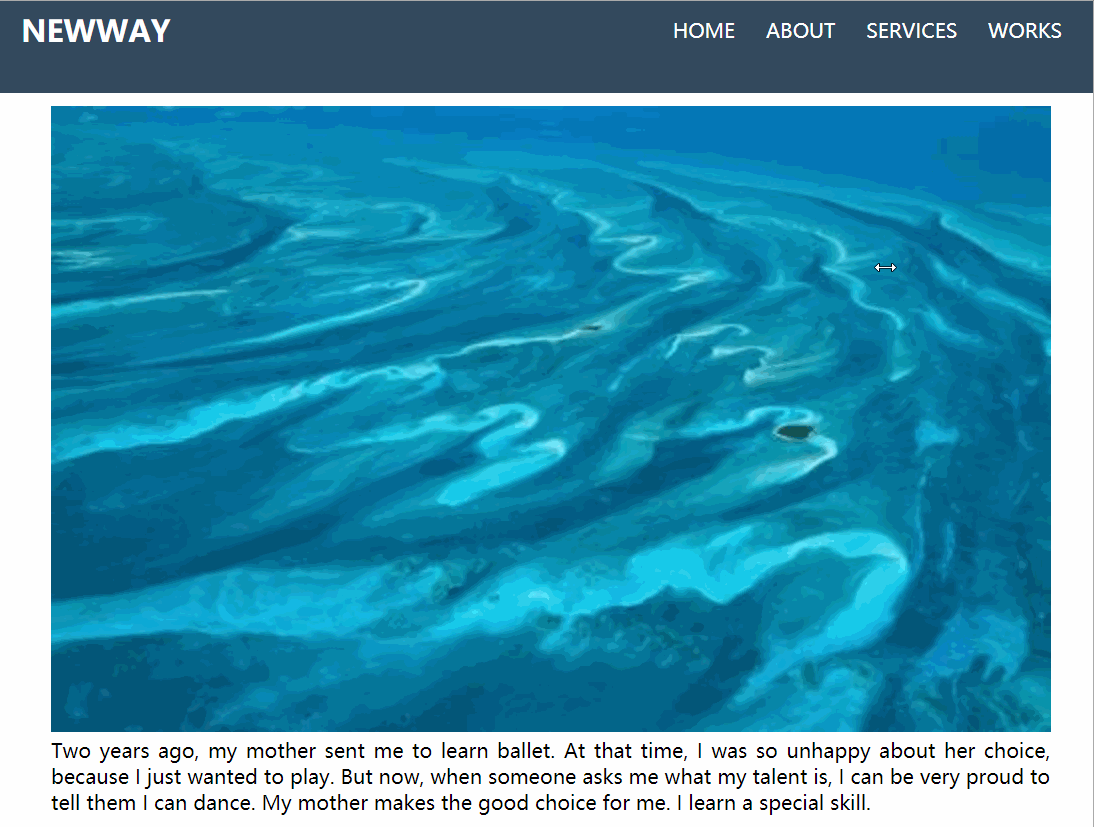 NEWWAY HOME ABOUT SERVICES WORKS
Two years ago, my mother sent me to learn ballet. At that time, I was so unhappy about her choice,
because I just wanted to play. But now, when someone asks me what my talent is, I can be very proud to
tell them I can dance. My mother makes the good choice for me. I learn a special skill.